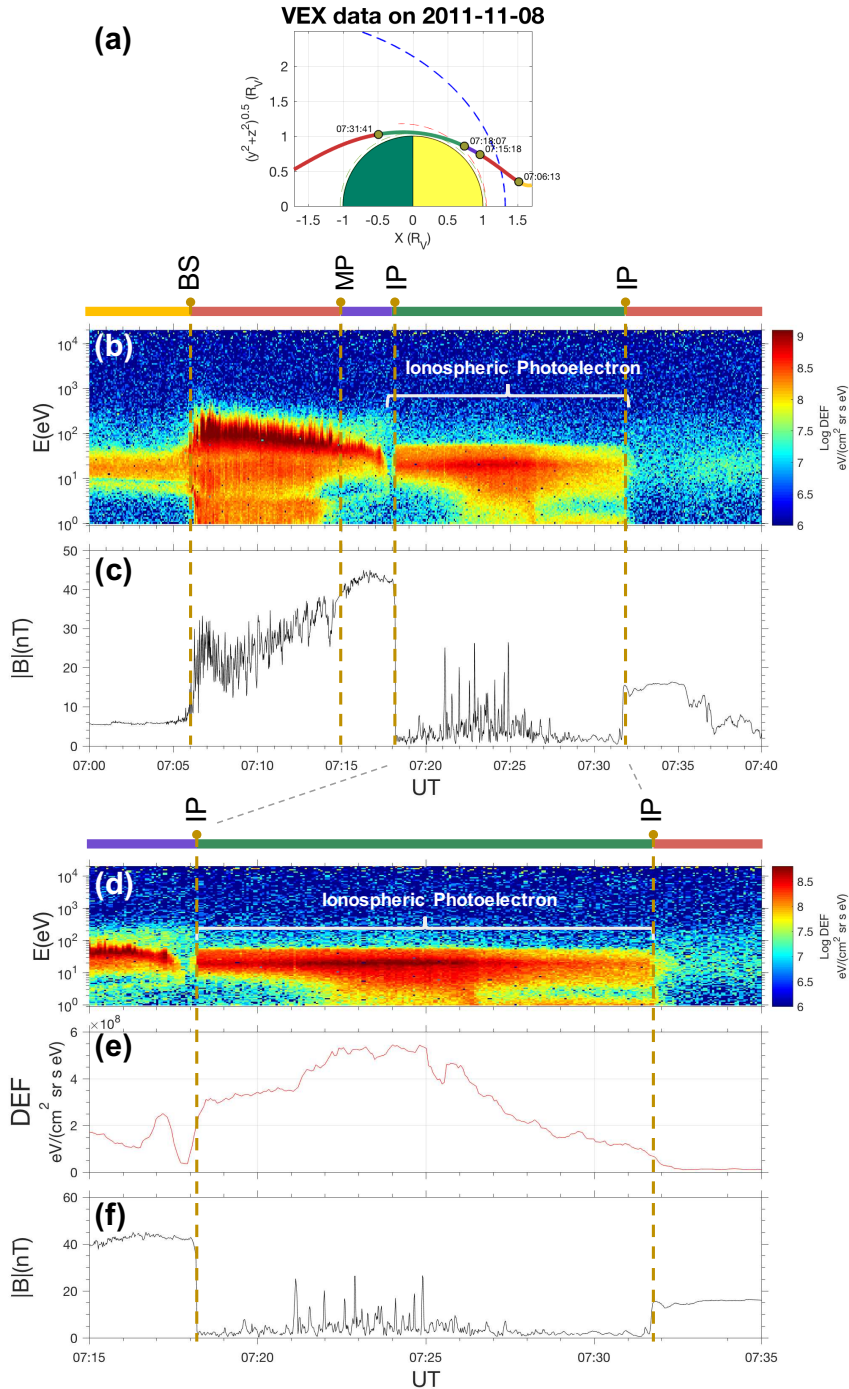 VEX data on 2011-11-08
(a)
(y²+z²)^0.5 (R_V)
2
1.5
1
0.5
0
07:31:41
07:18:07
07:15:18
07:06:13
-1.5 -1 -0.5 0 0.5 1 1.5
X (R_V)
BS MP IP IP
(b)
Ionospheric Photoelectron
E(eV)
10⁴
10³
10²
10¹
10⁰
9
8.5
8
7.5
7
6.5
6
Log DEF
eV/(cm² sr s eV)
(c)
|B|(nT)
50
40
30
20
10
0
07:00 07:05 07:10 07:15 07:20 07:25 07:30 07:35 07:40
UT
IP IP
(d)
Ionospheric Photoelectron
E(eV)
10⁴
10³
10²
10¹
10⁰
8.5
8
7.5
7
6.5
6
Log DEF
eV/(cm² sr s eV)
×10⁸
(e)
DEF
eV/(cm² sr s eV)
6
4
2
0
(f)
|B|(nT)
60
40
20
0
07:15 07:20 07:25 07:30 07:35
UT